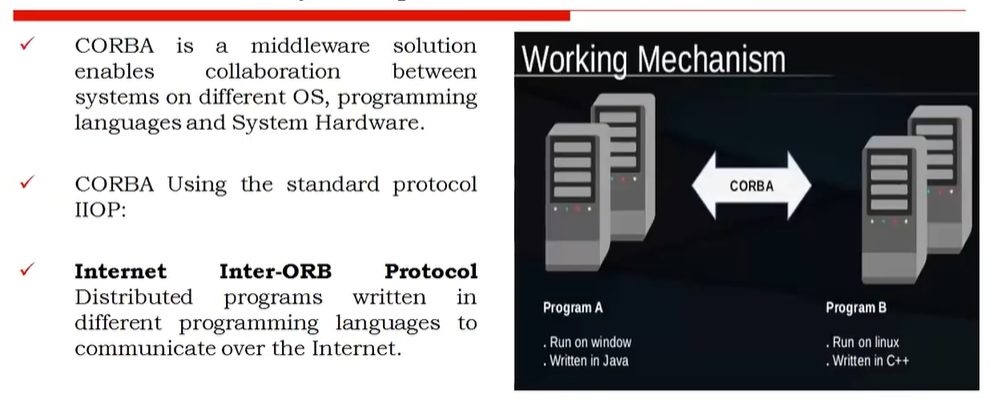 CORBA is a middleware solution
enables collaboration between
systems on different OS, programming
languages and System Hardware.
CORBA Using the standard protocol
IIOP:
Internet Inter-ORB Protocol
Distributed programs written in
different programming languages to
communicate over the Internet.
Working Mechanism
CORBA
Program A
. Run on window
. Written in Java
Program B
. Run on linux
. Written in C++